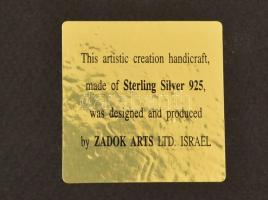 This artistic creation handicraft,
made of Sterling Silver 925,
was designed and produced
by ZADOK ARTS LTD. ISRAEL